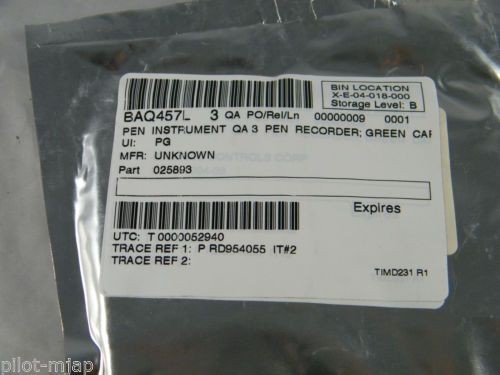 BIN LOCATION
X-E-04-018-000
Storage Level: B
BAQ457L 3 QA PO/Rel/Ln 00000009 0001
PEN INSTRUMENT QA 3 PEN RECORDER; GREEN CAF
UI: PG
MFR: UNKNOWN
Part 025893
Expires
UTC: T 0000052940
TRACE REF 1: P RD954055 IT#2
TRACE REF 2:
TIMD231 R1
pilot-mjap